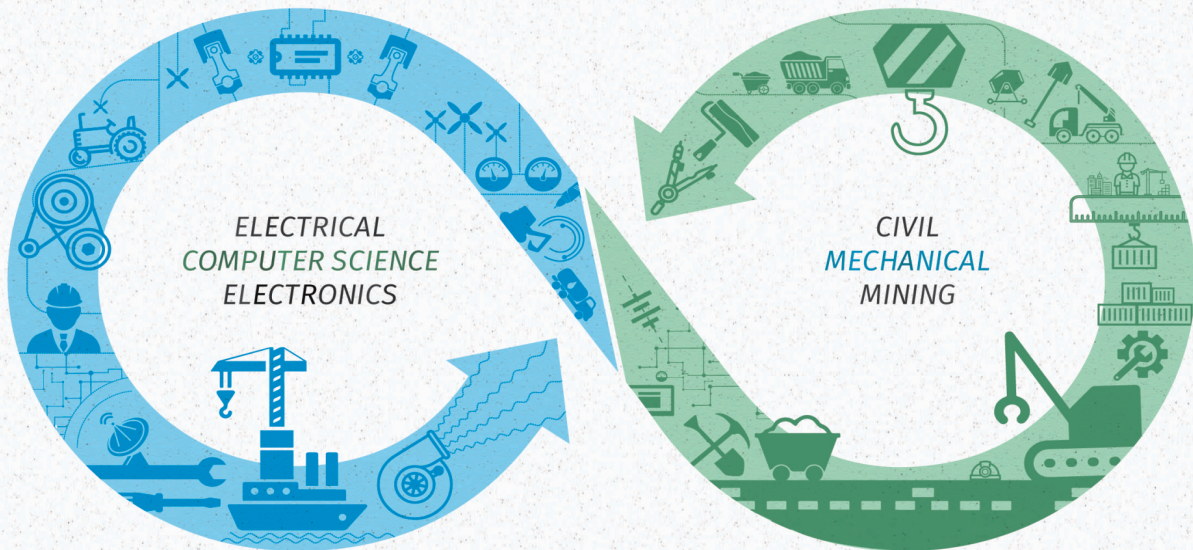 ELECTRICAL
COMPUTER SCIENCE
ELECTRONICS
CIVIL
MECHANICAL
MINING